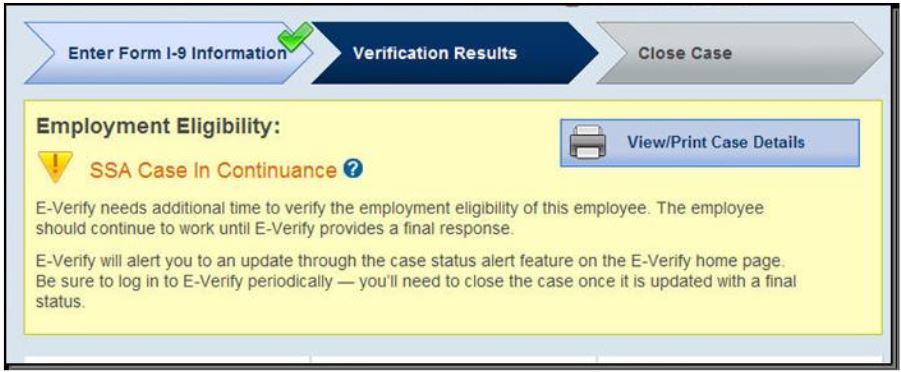 Enter Form I-9 Information
Verification Results
Close Case
Employment Eligibility:
View/Print Case Details
SSA Case In Continuance ?
E-Verify needs additional time to verify the employment eligibility of this employee. The employee
should continue to work until E-Verify provides a final response.
E-Verify will alert you to an update through the case status alert feature on the E-Verify home page.
Be sure to log in to E-Verify periodically — you'll need to close the case once it is updated with a final
status.